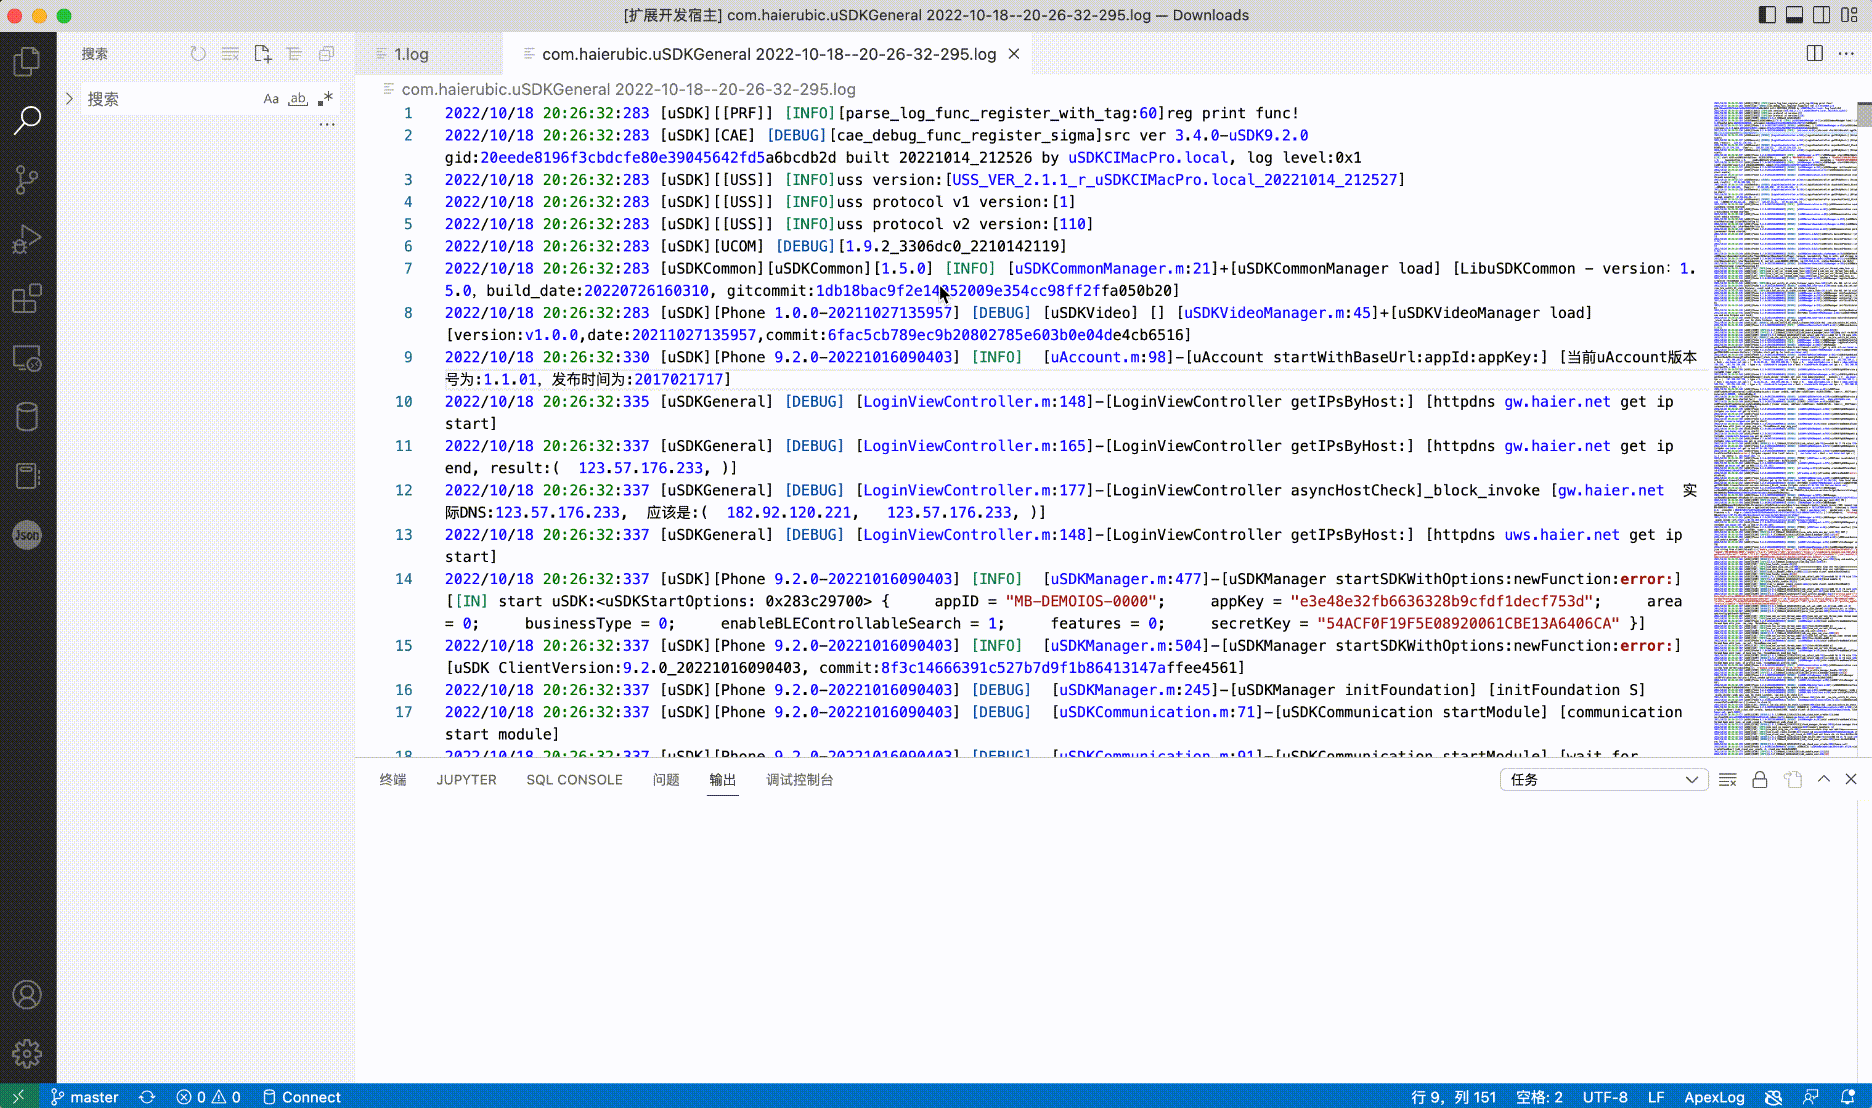 [扩展开发宿主] com.haierubic.uSDKGeneral 2022-10-18--20-26-32-295.log — Downloads
搜索
1.log
com.haierubic.uSDKGeneral 2022-10-18--20-26-32-295.log
搜索
Aa
ab
com.haierubic.uSDKGeneral 2022-10-18--20-26-32-295.log
1 2022/10/18 20:26:32:283 [uSDK][[PRF]] [INFO][parse_log_func_register_with_tag:60]reg print func!
2 2022/10/18 20:26:32:283 [uSDK][CAE] [DEBUG][cae_debug_func_register_sigma]src ver 3.4.0-uSDK9.2.0
gid:20eede8196f3cbdcfe80e39045642fd5a6bcdb2d built 20221014_212526 by uSDKCIMacPro.local, log level:0x1
3 2022/10/18 20:26:32:283 [uSDK][[USS]] [INFO]uss version:[USS_VER_2.1.1_r_uSDKCIMacPro.local_20221014_212527]
4 2022/10/18 20:26:32:283 [uSDK][[USS]] [INFO]uss protocol v1 version:[1]
5 2022/10/18 20:26:32:283 [uSDK][[USS]] [INFO]uss protocol v2 version:[110]
6 2022/10/18 20:26:32:283 [uSDK][UCOM] [DEBUG][1.9.2_3306dc0_2210142119]
7 2022/10/18 20:26:32:283 [uSDKCommon][uSDKCommon][1.5.0] [INFO] [uSDKCommonManager.m:21]+[uSDKCommonManager load] [LibuSDKCommon - version：1.
5.0, build_date:20220726160310, gitcommit:
8 2022/10/18 20:26:32:283 [Phone 1.0.0-20211027135957] [DEBUG] [uSDKVideo] [] [uSDKVideoManager.m:45]+[uSDKVideoManager load]
[version:v1.0.0,date:20211027135957,commit:6fac5cb789ec9b20802785e603b0e04de4cb6516]
9 2022/10/18 20:26:32:330 [uSDK][Phone 9.2.0-20221016090403] [INFO] [uAccount.m:98]-[uAccount startWithBaseUrl:appId:appKey:] [当前uAccount版本
号为:1.1.01, 发布时间为:2017021717]
10 2022/10/18 20:26:32:335 [uSDKGeneral] [DEBUG] [LoginViewController.m:148]-[LoginViewController getIPsByHost:] [httpdns gw.haier.net get ip
start]
11 2022/10/18 20:26:32:337 [uSDKGeneral] [DEBUG] [LoginViewController.m:165]-[LoginViewController getIPsByHost:] [httpdns gw.haier.net get ip
end, result:( 123.57.176.233, )]
12 2022/10/18 20:26:32:337 [uSDKGeneral] [DEBUG] [LoginViewController.m:177]-[LoginViewController asyncHostCheck]_block_invoke [gw.haier.net 实
际DNS:123.57.176.233, 应该是:( 182.92.120.221, 123.57.176.233, )]
13 2022/10/18 20:26:32:337 [uSDKGeneral] [DEBUG] [LoginViewController.m:148]-[LoginViewController getIPsByHost:] [httpdns uws.haier.net get ip
start]
14 2022/10/18 20:26:32:337 [uSDK][Phone 9.2.0-20221016090403] [INFO] [uSDKManager.m:477]-[uSDKManager startSDKWithOptions:newFunction:error:]
[[IN] start uSDK:<uSDKStartOptions: 0x283c29700> { appID = "MB-DEMOIOS-0000"; appKey = "e3e48e32fb6636328b9cfdf1decf753d"; area
= 0; businessType = 0; enableBLEControllableSearch = 1; features = 0; secretKey = "54ACF0F19F5E08920061CBE13A6406CA" }]
15 2022/10/18 20:26:32:337 [uSDK][Phone 9.2.0-20221016090403] [INFO] [uSDKManager.m:504]-[uSDKManager startSDKWithOptions:newFunction:error:]
[uSDK ClientVersion:9.2.0_20221016090403, commit:8f3c14666391c527b7d9f1b86413147affee4561]
16 2022/10/18 20:26:32:337 [uSDK][Phone 9.2.0-20221016090403] [DEBUG] [uSDKManager.m:245]-[uSDKManager initFoundation] [initFoundation S]
17 2022/10/18 20:26:32:337 [uSDK][Phone 9.2.0-20221016090403] [DEBUG] [uSDKCommunication.m:71]-[uSDKCommunication startModule] [communication
start module]
18 2022/10/18 20:26:32:337 [uSDK][Phone 9.2.0-20221016090403] [DEBUG] [uSDKCommunication.m:91]-[uSDKCommunication startModule] [wait for
终端 JUPYTER SQL CONSOLE 问题 输出 调试控制台 任务
Json
master 0 0 Connect 行 9，列 151 空格: 2 UTF-8 LF ApexLog